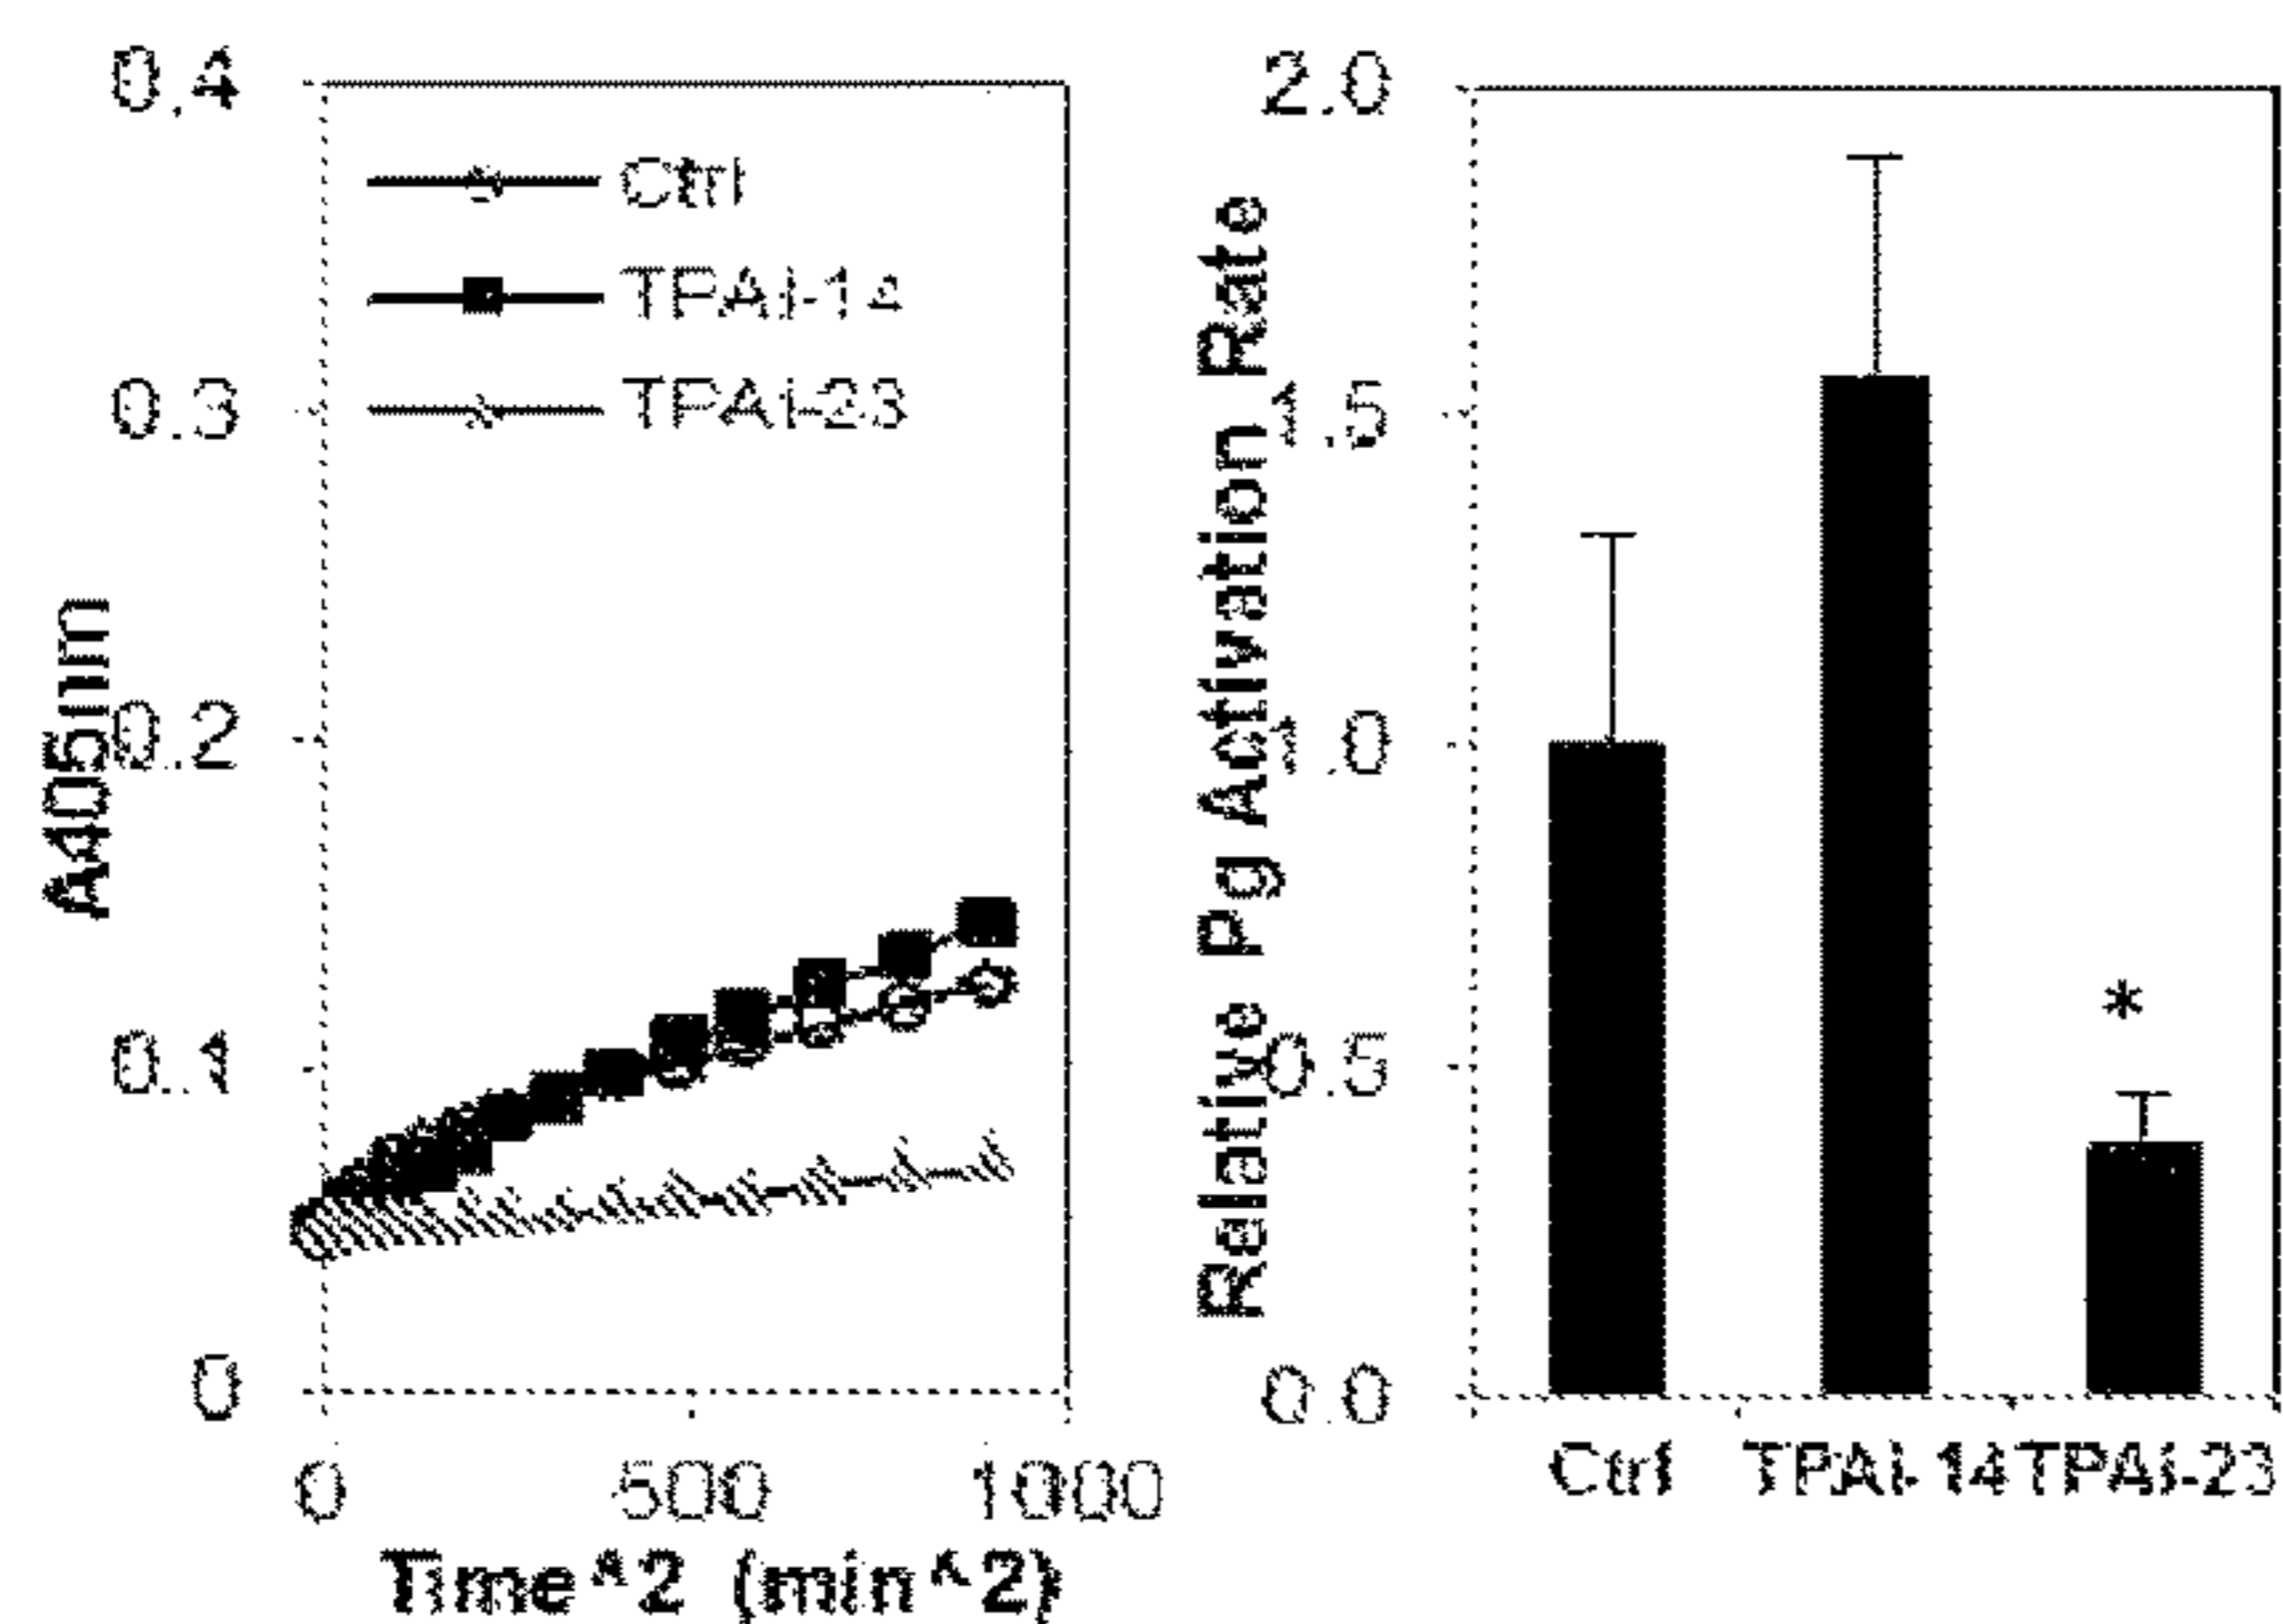 0.4
0.3
0.2
0.1
0
A405nm
Ctrl
TPAI-14
TPAI-23
0
500
1000
Time^2 (min^2)
2.0
1.5
1.0
0.5
0.0
Relative Pg Activation Rate
*
Ctrl
TPAI-14
TPAI-23